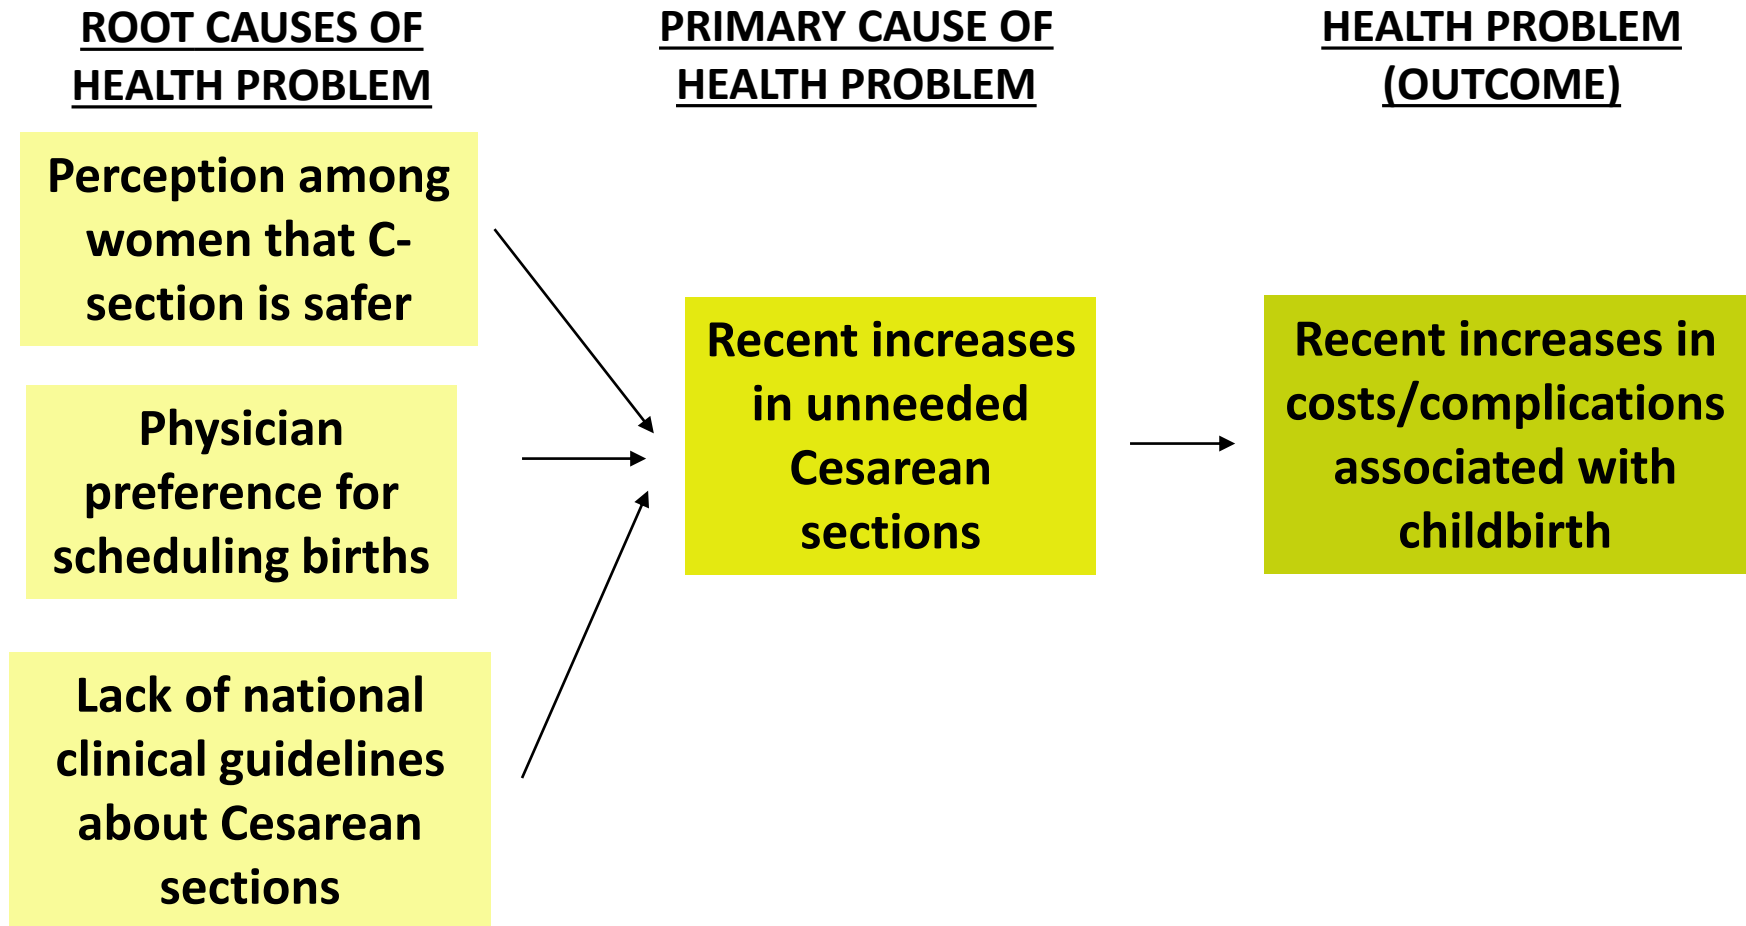 ROOT CAUSES OF
HEALTH PROBLEM
PRIMARY CAUSE OF
HEALTH PROBLEM
HEALTH PROBLEM
(OUTCOME)
Perception among
women that C-
section is safer
Physician
preference for
scheduling births
Lack of national
clinical guidelines
about Cesarean
sections
Recent increases
in unneeded
Cesarean
sections
Recent increases in
costs/complications
associated with
childbirth